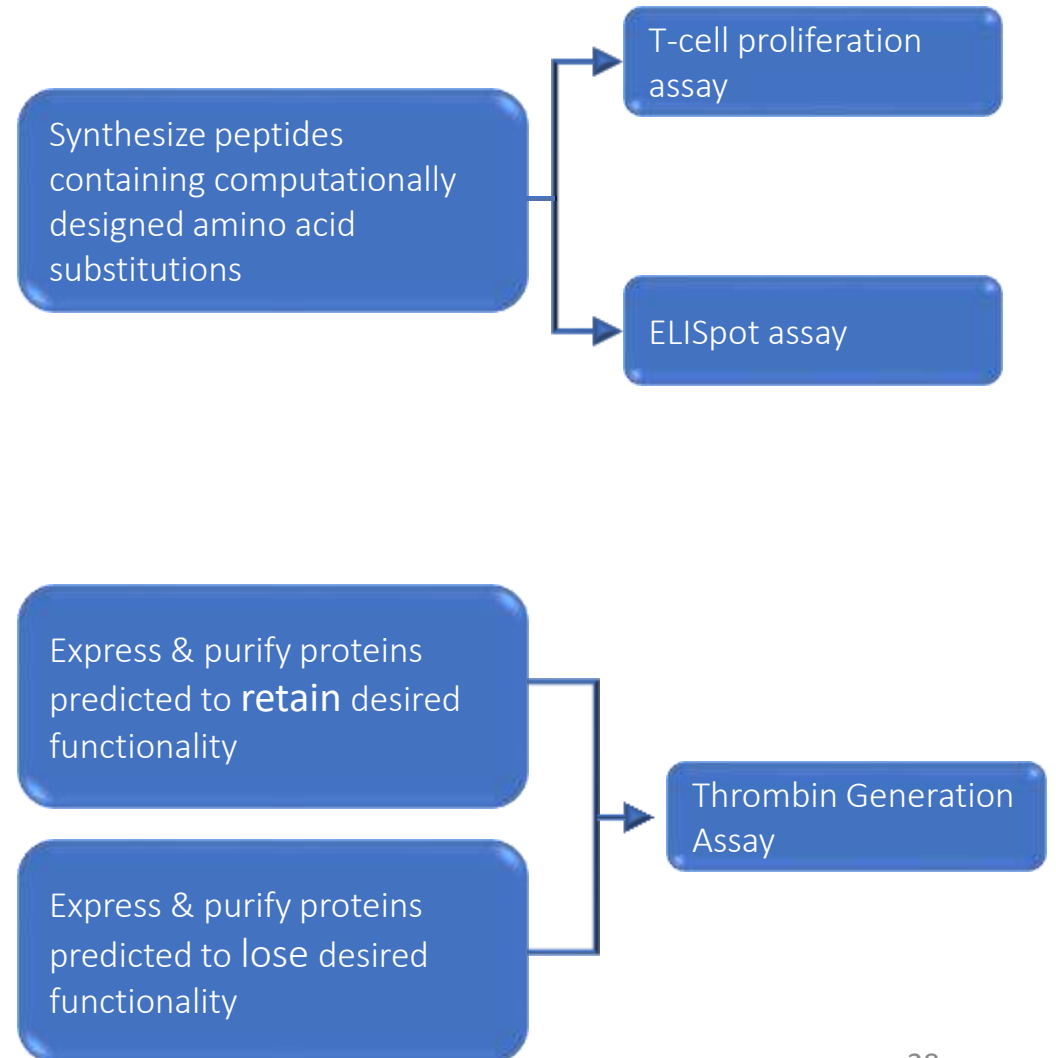 T-cell proliferation
assay
Synthesize peptides
containing computationally
designed amino acid
substitutions
ELISpot assay
Express & purify proteins
predicted to retain desired
functionality
Thrombin Generation
Assay
Express & purify proteins
predicted to lose desired
functionality